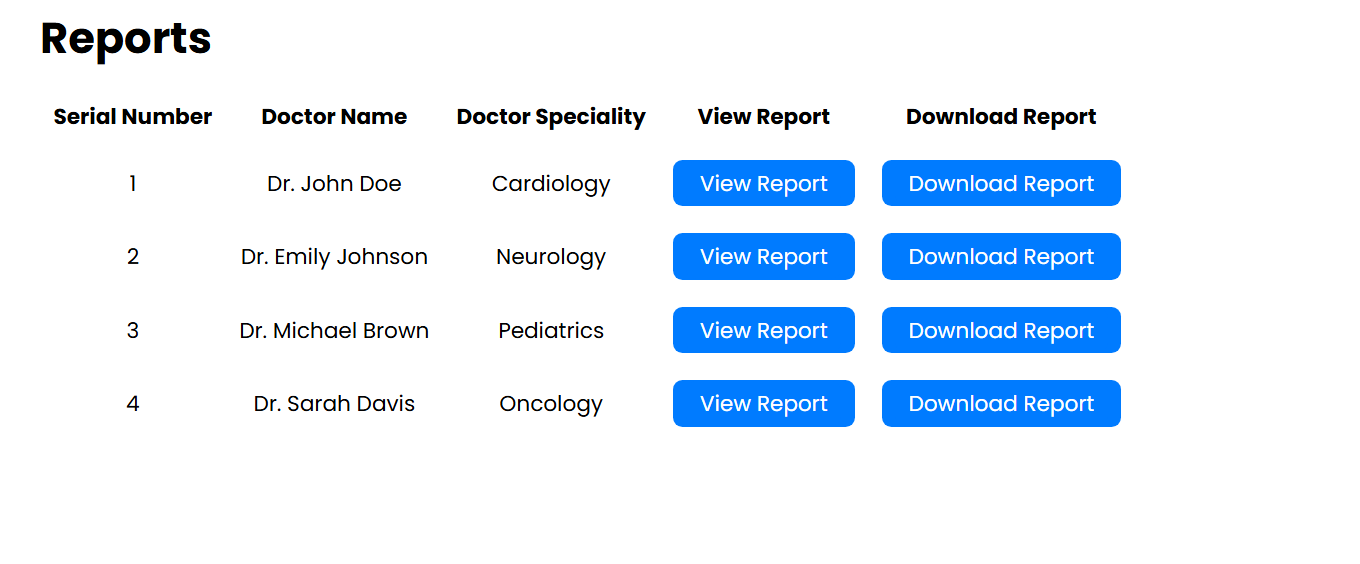 Reports
Serial Number Doctor Name Doctor Speciality View Report Download Report
1 Dr. John Doe Cardiology View Report Download Report
2 Dr. Emily Johnson Neurology View Report Download Report
3 Dr. Michael Brown Pediatrics View Report Download Report
4 Dr. Sarah Davis Oncology View Report Download Report